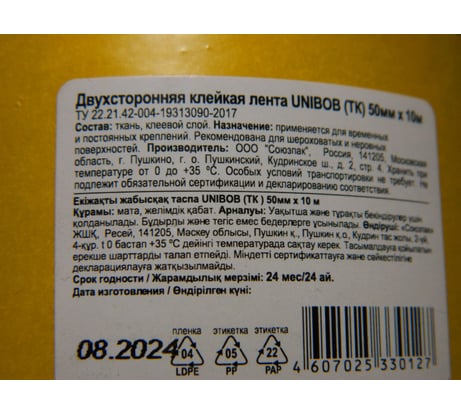 Двухсторонняя клейкая лента UNIBOB (ТК) 50мм х 10м
ТУ 22.21.42-004-19313090-2017
Состав: ткань, клеевой слой. Назначение: применяется для временных
и постоянных креплений. Рекомендована для шероховатых и неровных
поверхностей. Производитель: ООО "Союзпак", Россия, 141205, Московская
область, г. Пушкино, г. о. Пушкинский, Кудринское ш., д. 2, стр. 4. Хранить при
температуре от 0 до +35 °С. Особых условий транспортировки не требует. Не
подлежит обязательной сертификации и декларированию соответствия.
Екіжақты жабысқақ таспа UNIBOB (ТК ) 50мм х 10 м
Құрамы: мата, желімдік қабат. Арналуы: Уақытша және тұрақты бекіндірулер үшін
қолданылады. Бұдырлы және тегіс емес бедерлерге ұсынылады. Өндіруші: «Союзпак»
ЖШҚ, Ресей, 141205, Мәскеу облысы, Пушкин қ., Пушкин қ.о., Кудрин тас жолы, 2-үй,
4-құр. t 0 бастап +35 °С дейінгі температурада сақтау керек. Тасымалдауға қойылатын
ерекше шарттарды талап етпейді. Міндетті сертификаттауға және сәйкестігіне
декларациялауға жатқызылмайды.
Срок годности / Жарамдылық мерзімі: 24 мес/24 ай.
Дата изготовления / Өндірілген күні:
пленка этикетка этикетка
08.2024 04 05 22
LDPE PP PAP
4 607025 330127